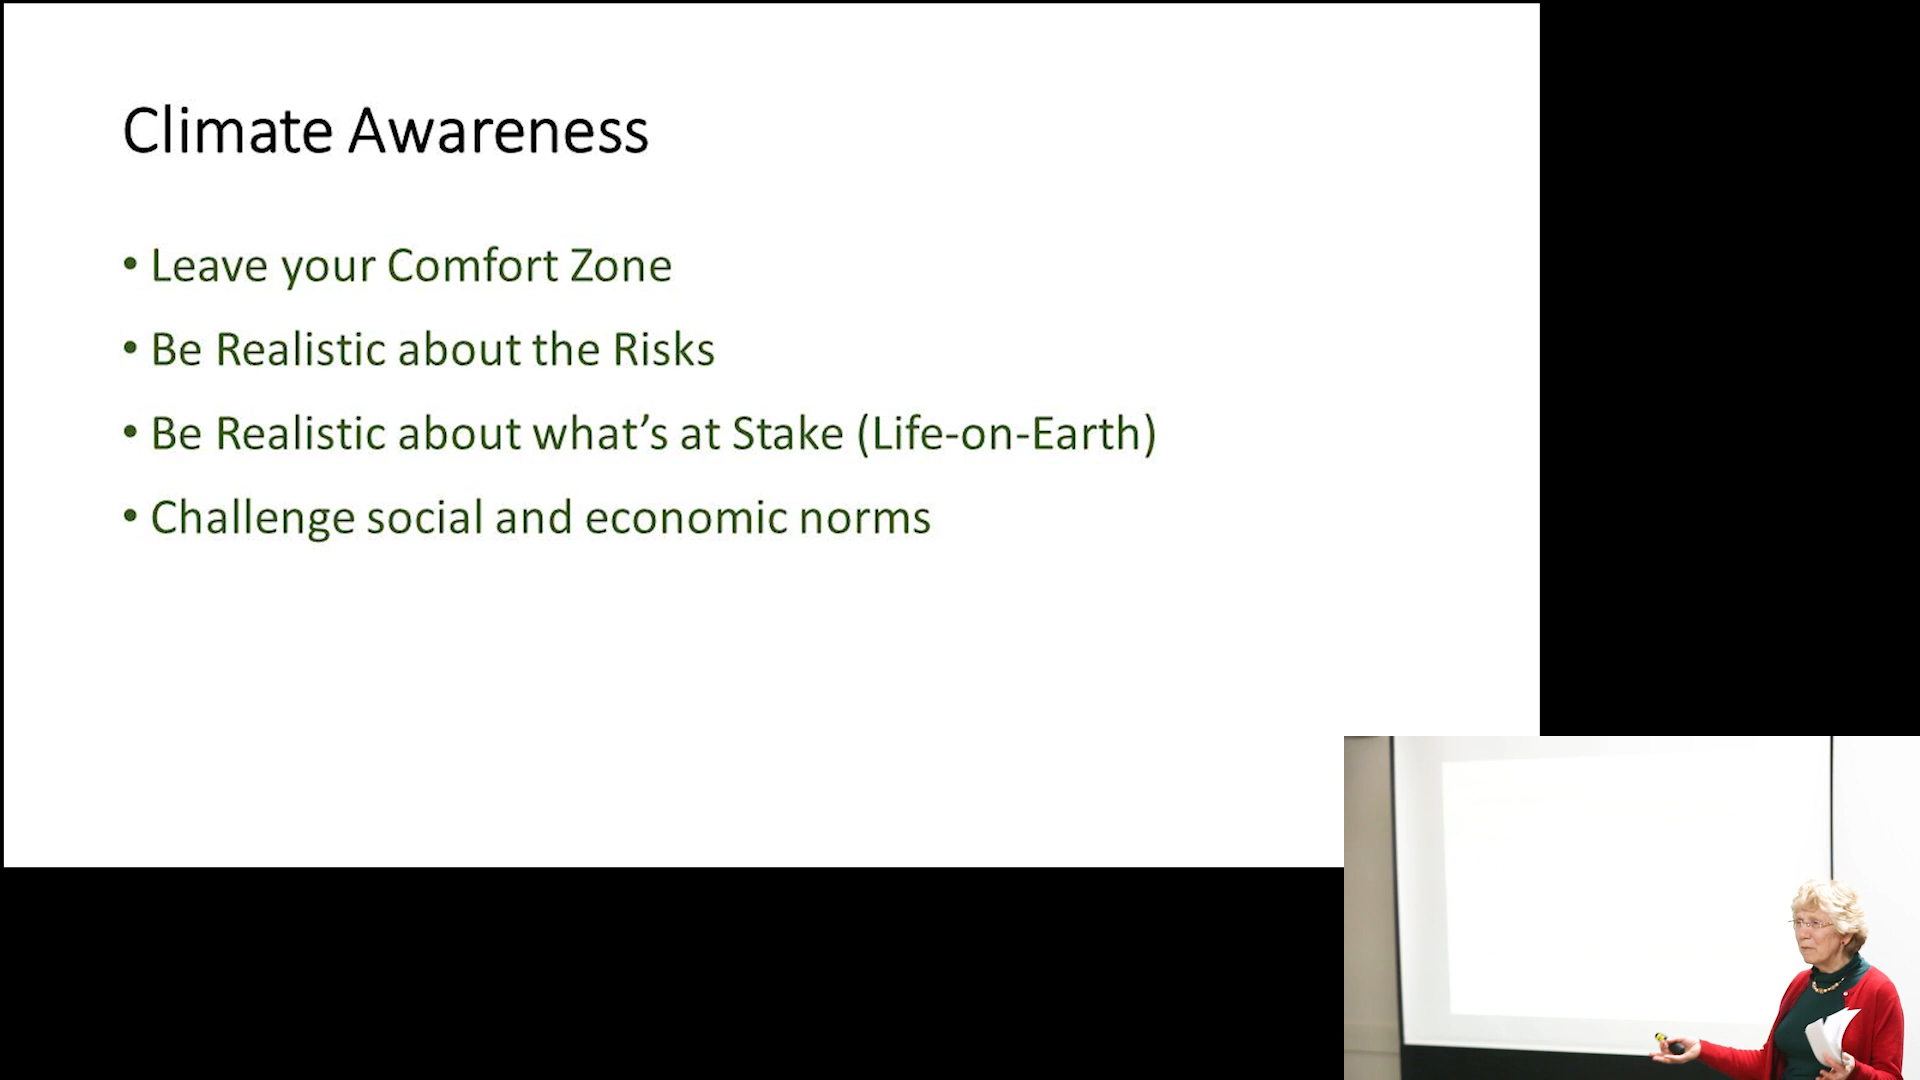 Climate Awareness
• Leave your Comfort Zone
• Be Realistic about the Risks
• Be Realistic about what’s at Stake (Life-on-Earth)
• Challenge social and economic norms